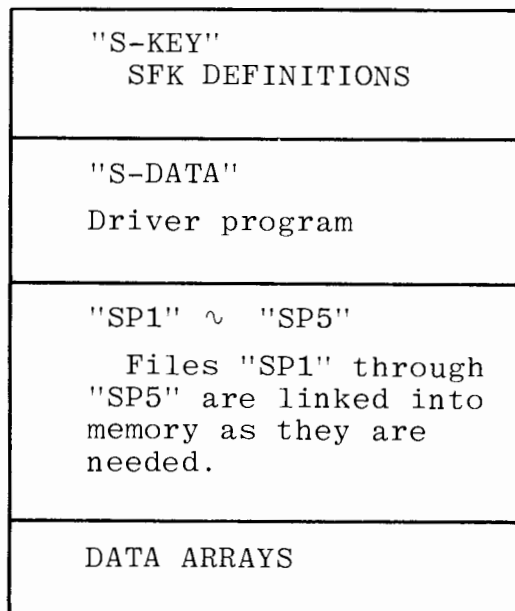 "S-KEY"
SFK DEFINITIONS
"S-DATA"
Driver program
"SP1" ~ "SP5"
Files "SP1" through
"SP5" are linked into
memory as they are
needed.
DATA ARRAYS